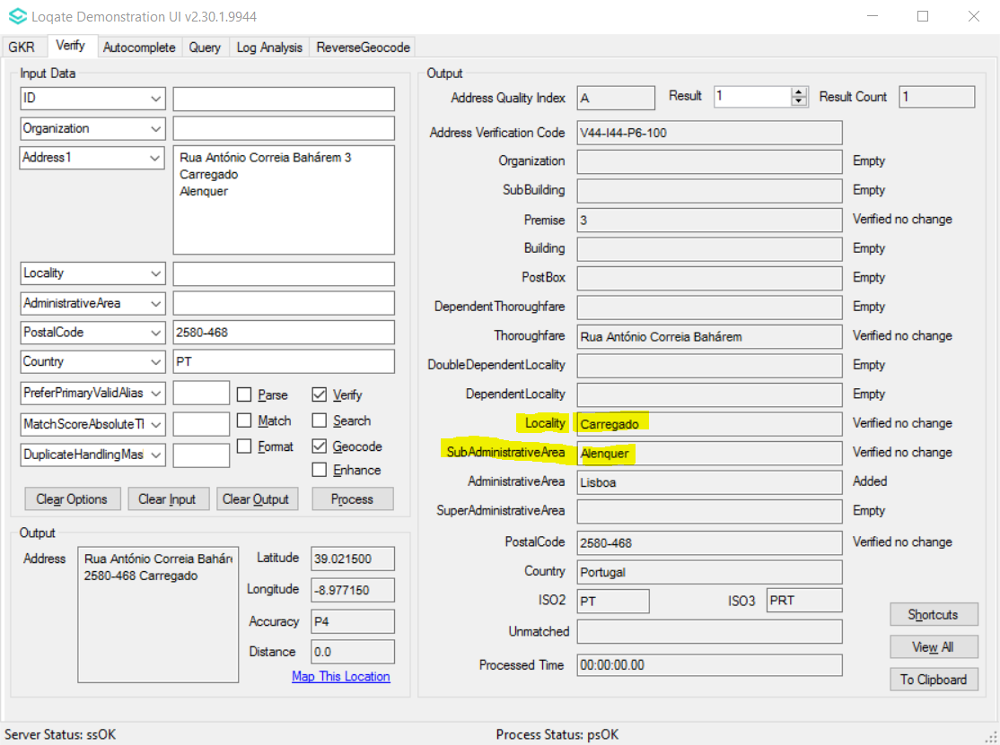 Loqate Demonstration UI v2.30.1.9944
GKR Verify Autocomplete Query Log Analysis ReverseGeocode
Input Data
ID
Organization
Address1
Rua António Correia Bahárem 3
Carregado
Alenquer
Locality
AdministrativeArea
PostalCode 2580-468
Country PT
PreferPrimaryValidAlias Parse Verify
MatchScoreAbsoluteTl Match Search
DuplicateHandlingMas Format Geocode
Enhance
Clear Options Clear Input Clear Output Process
Output
Address
Rua António Correia Baháre
2580-468 Carregado
Latitude 39.021500
Longitude -8.977150
Accuracy P4
Distance 0.0
Map This Location
Output
Address Quality Index A Result 1 Result Count 1
Address Verification Code V44-I44-P6-100
Organization Empty
SubBuilding Empty
Premise 3 Verified no change
Building Empty
PostBox Empty
DependentThoroughfare Empty
Thoroughfare Rua António Correia Bahárem Verified no change
DoubleDependentLocality Empty
DependentLocality Empty
Locality Carregado Verified no change
SubAdministrativeArea Alenquer Verified no change
AdministrativeArea Lisboa Added
SuperAdministrativeArea Empty
PostalCode 2580-468 Verified no change
Country Portugal
ISO2 PT ISO3 PRT
Unmatched
Processed Time 00:00:00.00
Shortcuts
View All
To Clipboard
Server Status: ssOK Process Status: psOK